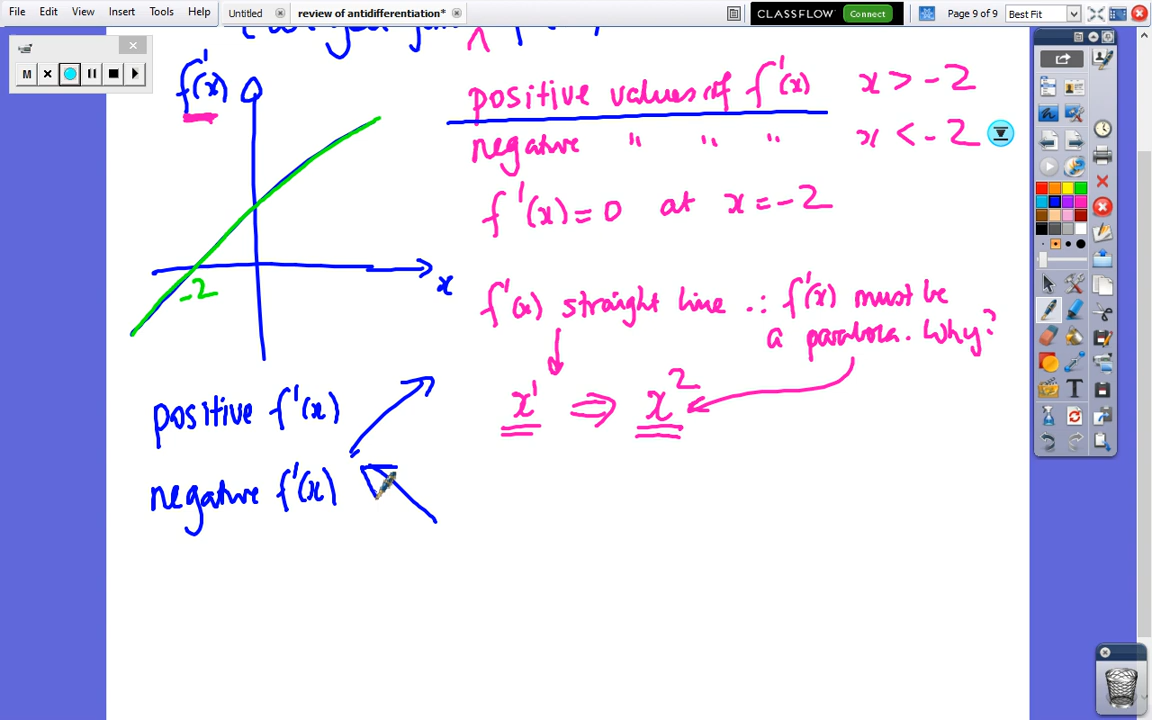 File Edit View Insert Tools Help
Untitled
review of antidifferentiation*
CLASSFLOW Connect
Page 9 of 9
Best Fit
M
f'(x)
positive values of f'(x) x > -2
negative " " " x < -2
f'(x) = 0 at x = -2
-2
x
f'(x) straight line ∴ f'(x) must be
a parabola. Why?
x¹ ⇒ x²
positive f'(x)
negative f'(x)
T